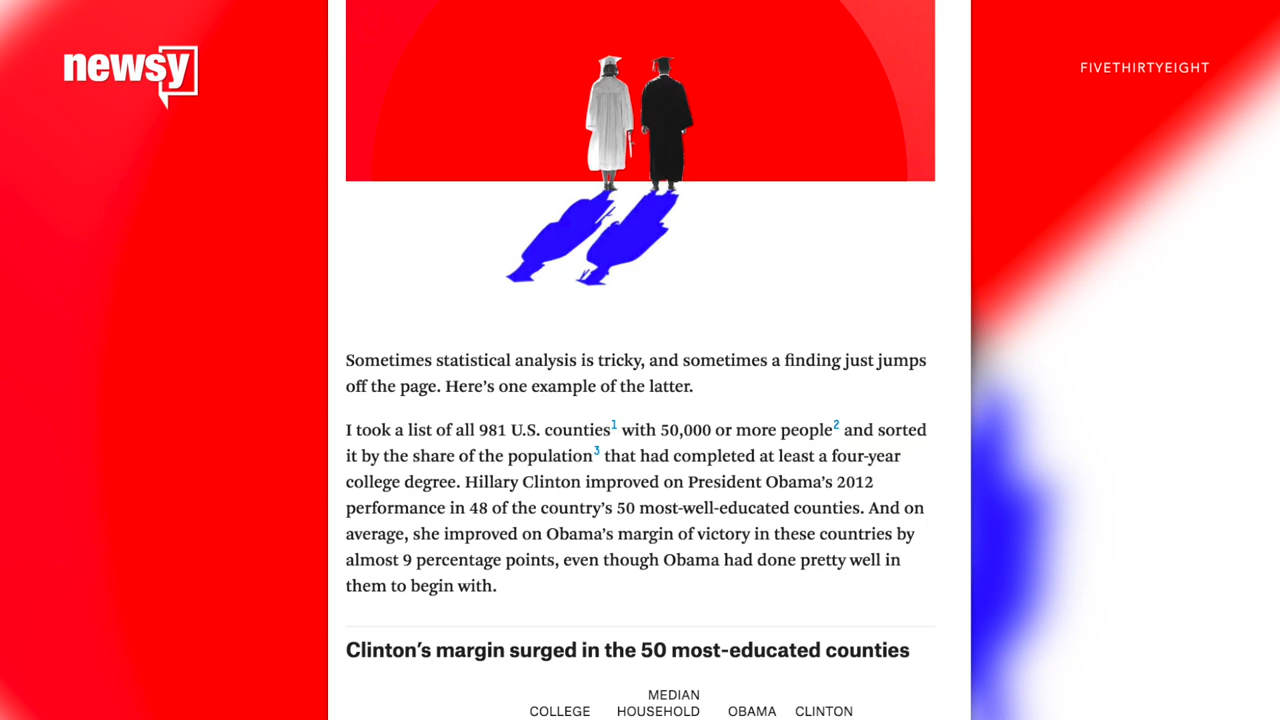 newsy
FIVETHIRTYEIGHT
Sometimes statistical analysis is tricky, and sometimes a finding just jumps
off the page. Here's one example of the latter.
I took a list of all 981 U.S. counties1 with 50,000 or more people2 and sorted
it by the share of the population3 that had completed at least a four-year
college degree. Hillary Clinton improved on President Obama's 2012
performance in 48 of the country's 50 most-well-educated counties. And on
average, she improved on Obama's margin of victory in these countries by
almost 9 percentage points, even though Obama had done pretty well in
them to begin with.
Clinton's margin surged in the 50 most-educated counties
MEDIAN
COLLEGE HOUSEHOLD OBAMA CLINTON